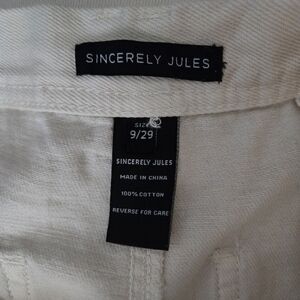 SINCERELY JULES
SIZE
9/29
SINCERELY JULES
MADE IN CHINA
100% COTTON
REVERSE FOR CARE